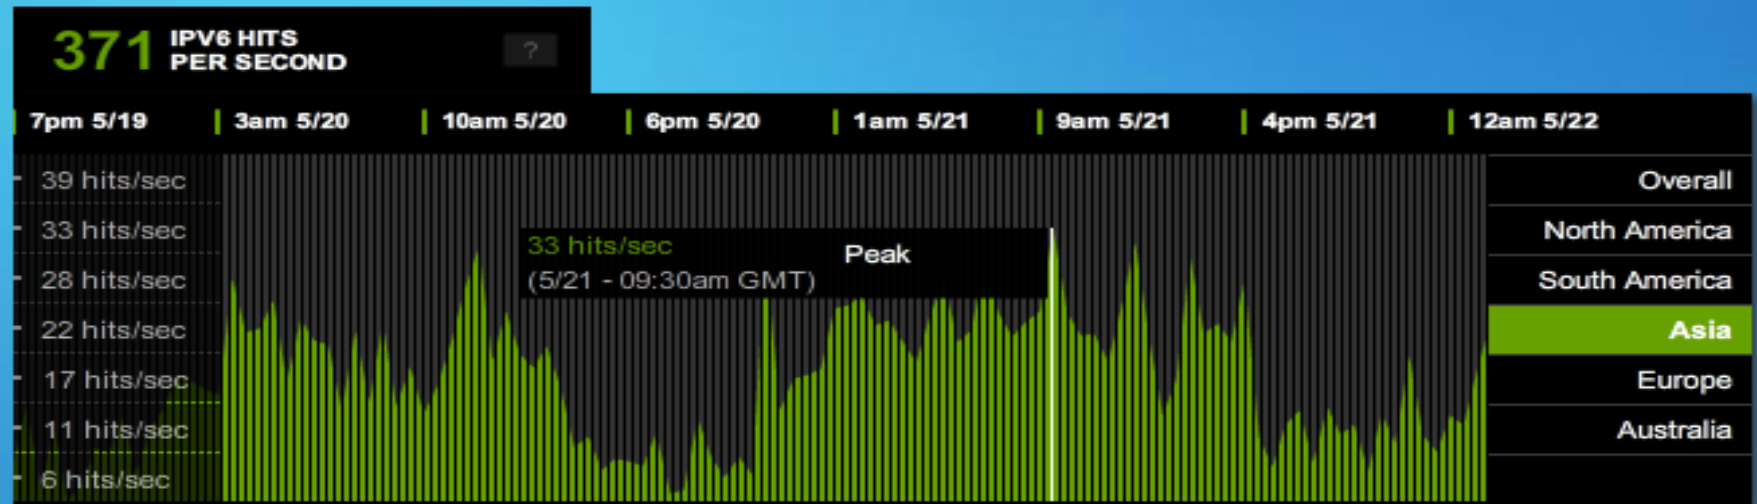 371 IPV6 HITS
PER SECOND
?
7pm 5/19 3am 5/20 10am 5/20 6pm 5/20 1am 5/21 9am 5/21 4pm 5/21 12am 5/22
39 hits/sec
33 hits/sec
28 hits/sec
22 hits/sec
17 hits/sec
11 hits/sec
6 hits/sec
33 hits/sec Peak
(5/21 - 09:30am GMT)
Overall
North America
South America
Asia
Europe
Australia